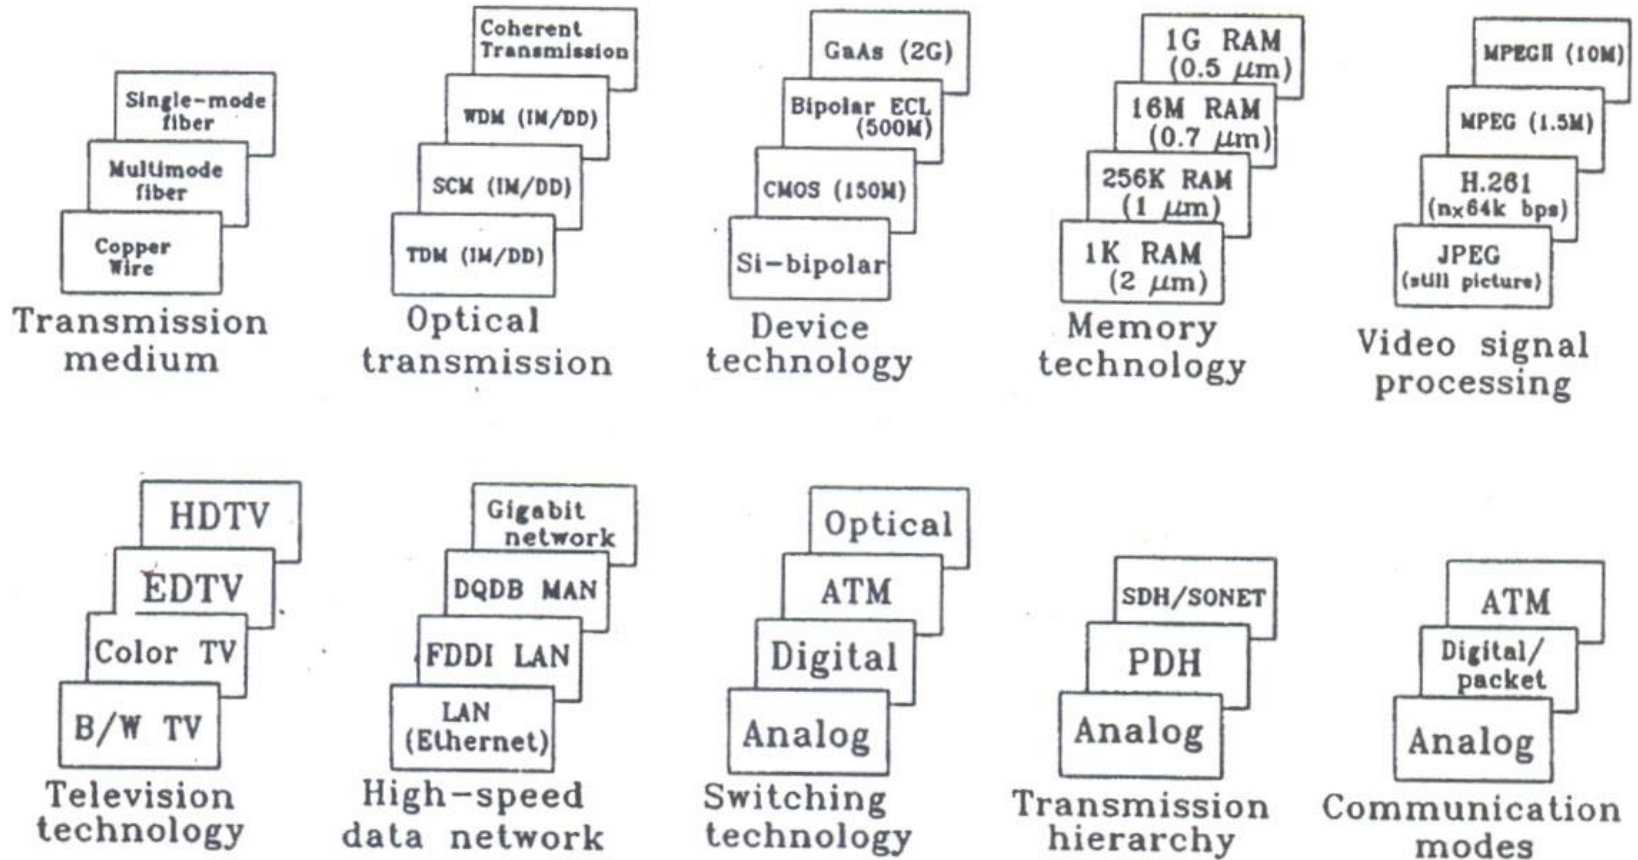 Coherent
Transmission
WDM (IM/DD)
SCM (IM/DD)
TDM (IM/DD)
Optical
transmission
Single-mode
fiber
Multimode
fiber
Copper
Wire
Transmission
medium
GaAs (2G)
Bipolar ECL
(500M)
CMOS (150M)
Si-bipolar
Device
technology
1G RAM
(0.5 μm)
16M RAM
(0.7 μm)
256K RAM
(1 μm)
1K RAM
(2 μm)
Memory
technology
MPEGII (10M)
MPEG (1.5M)
H.261
(nx64k bps)
JPEG
(still picture)
Video signal
processing
HDTV
EDTV
Color TV
B/W TV
Television
technology
Gigabit
network
DQDB MAN
FDDI LAN
LAN
(Ethernet)
High-speed
data network
Optical
ATM
Digital
Analog
Switching
technology
SDH/SONET
PDH
Analog
Transmission
hierarchy
ATM
Digital/
packet
Analog
Communication
modes